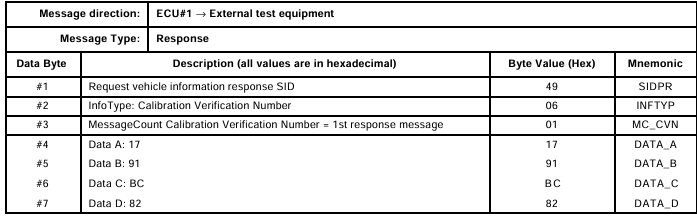 Message direction: ECU#1 → External test equipment
Message Type: Response
Data Byte Description (all values are in hexadecimal) Byte Value (Hex) Mnemonic
#1 Request vehicle information response SID 49 SIDPR
#2 InfoType: Calibration Verification Number 06 INFTYP
#3 MessageCount Calibration Verification Number = 1st response message 01 MC_CVN
#4 Data A: 17 17 DATA_A
#5 Data B: 91 91 DATA_B
#6 Data C: BC BC DATA_C
#7 Data D: 82 82 DATA_D